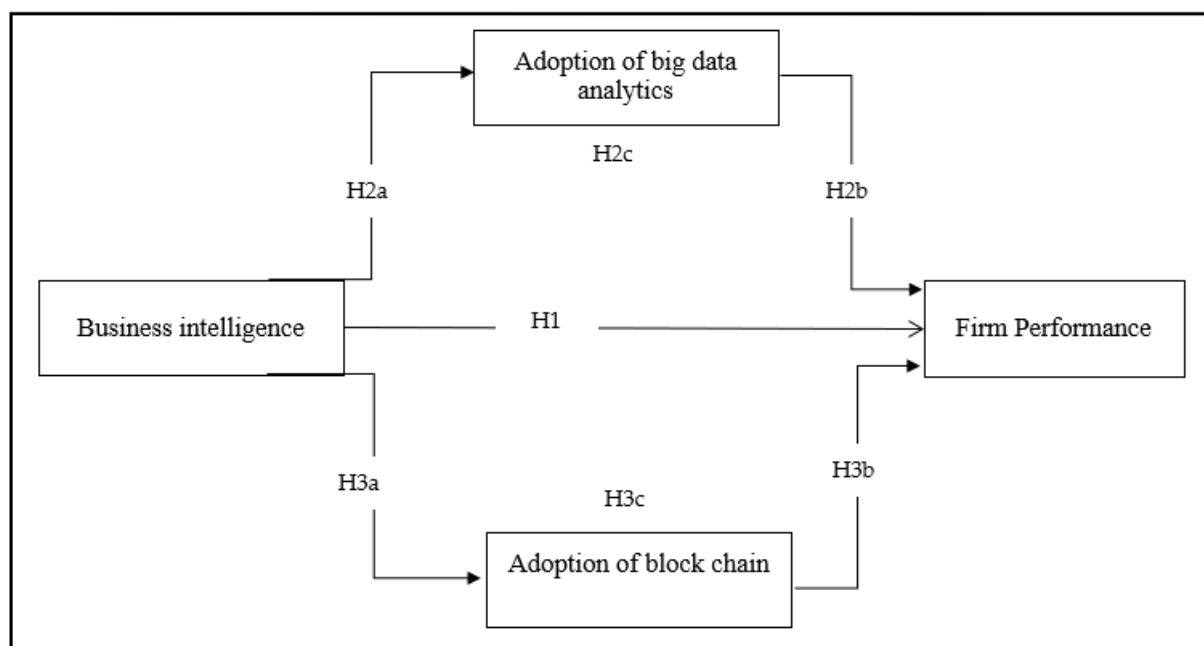 Adoption of big data
analytics
H2c
H2a
H2b
Business intelligence
H1
Firm Performance
H3a
H3c
H3b
Adoption of block chain